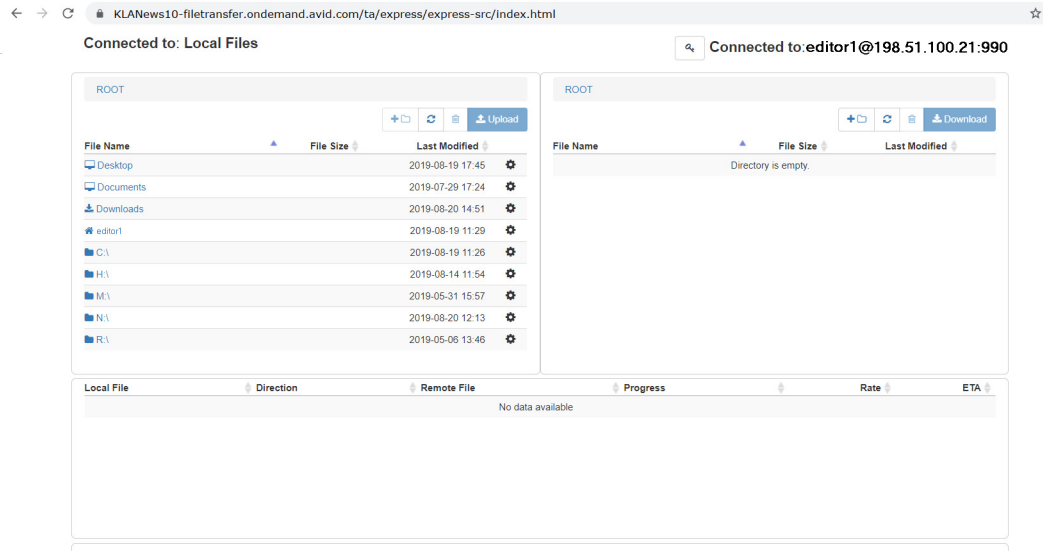 KLANews10-filetransfer.ondemand.avid.com/ta/express/express-src/index.html
Connected to: Local Files
Connected to:editor1@198.51.100.21:990
ROOT
Upload
File Name File Size Last Modified
Desktop 2019-08-19 17:45
Documents 2019-07-29 17:24
Downloads 2019-08-20 14:51
editor1 2019-08-19 11:29
C:\ 2019-08-19 11:26
H:\ 2019-08-14 11:54
M:\ 2019-05-31 15:57
N:\ 2019-08-20 12:13
R:\ 2019-05-06 13:46
ROOT
Download
File Name File Size Last Modified
Directory is empty.
Local File Direction Remote File Progress Rate ETA
No data available